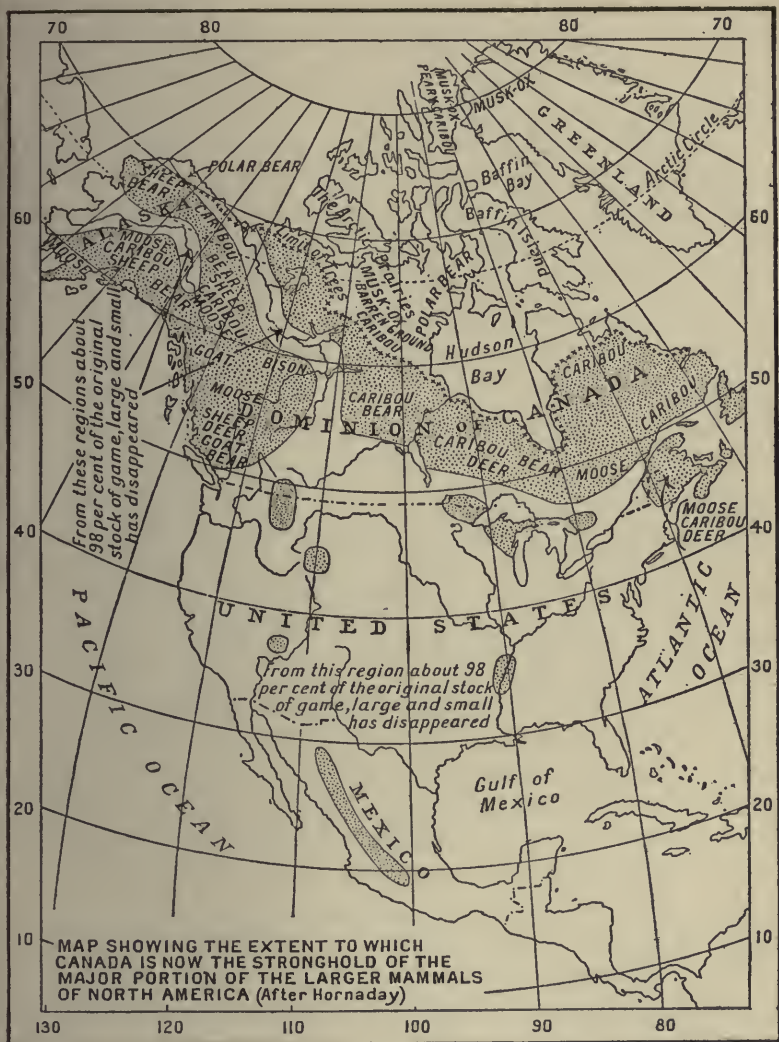 70
80
80
70
MUSK-OX
PEARY CARIBOU
MUSK-OX
GREENLAND
Arctic Circle
Baffin
Bay
POLAR BEAR
SHEEP
BEAR
CARIBOU
60
60
ALASKA
Baffin Island
MOOSE
MOOSE
CARIBOU
SHEEP
BEAR
BEAR
SHEEP
CARIBOU
MOOSE
Limit of Trees
Prairies
MUSK-OX
BARREN GROUND
CARIBOU
POLAR BEAR
Hudson
Bay
50
50
GOAT
BISON
MOOSE
SHEEP
DEER
GOAT
BEAR
CARIBOU
BEAR
CARIBOU
CARIBOU
DOMINION OF CANADA
CARIBOU BEAR
DEER
MOOSE
MOOSE
CARIBOU
DEER
From these regions about
98 per cent of the original
stock of game, large and small
has disappeared
40
40
UNITED STATES
ATLANTIC
OCEAN
PACIFIC OCEAN
From this region about 98
per cent of the original stock
of game, large and small
has disappeared
30
30
Gulf of
Mexico
MEXICO
20
20
10
10
MAP SHOWING THE EXTENT TO WHICH
CANADA IS NOW THE STRONGHOLD OF THE
MAJOR PORTION OF THE LARGER MAMMALS
OF NORTH AMERICA (After Hornaday)
130
120
110
100
90
80